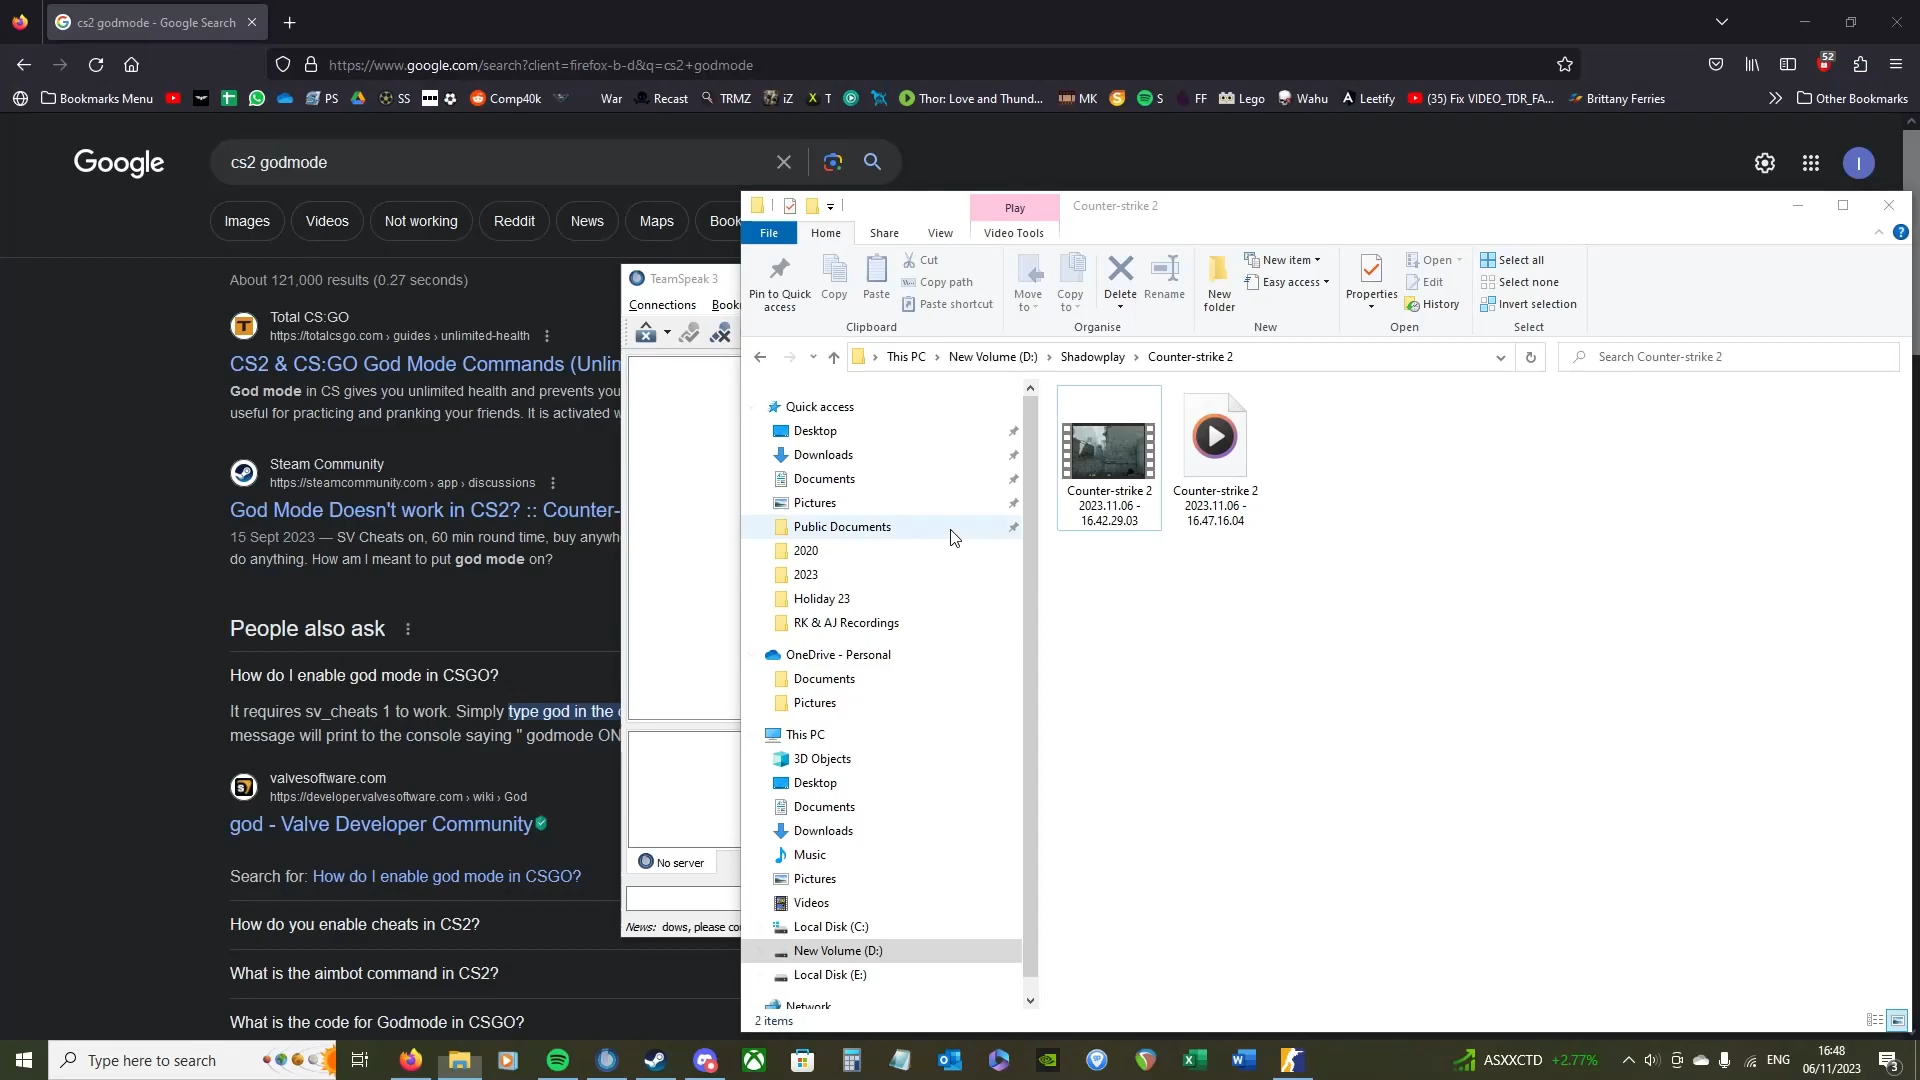 cs2 godmode - Google Search
https://www.google.com/search?client=firefox-b-d&q=cs2+godmode
52
Bookmarks Menu
PS
SS
Comp40k
War
Recast
TRMZ
iZ
X T
Thor: Love and Thund...
MK
S
FF
Lego
Wahu
Leetify
(35) Fix VIDEO_TDR_FA...
Brittany Ferries
Other Bookmarks
Google
cs2 godmode
I
Images
Videos
Not working
Reddit
News
Maps
Book
About 121,000 results (0.27 seconds)
Total CS:GO
https://totalcsgo.com › guides › unlimited-health
CS2 & CS:GO God Mode Commands (Unlin
God mode in CS gives you unlimited health and prevents you
useful for practicing and pranking your friends. It is activated w
Steam Community
https://steamcommunity.com › app › discussions
God Mode Doesn't work in CS2? :: Counter-
15 Sept 2023 — SV Cheats on, 60 min round time, buy anywh
do anything. How am I meant to put god mode on?
People also ask
How do I enable god mode in CSGO?
It requires sv_cheats 1 to work. Simply type god in the c
message will print to the console saying " godmode ON
valvesoftware.com
https://developer.valvesoftware.com › wiki › God
god - Valve Developer Community
Search for: How do I enable god mode in CSGO?
How do you enable cheats in CS2?
What is the aimbot command in CS2?
What is the code for Godmode in CSGO?
TeamSpeak 3
Connections
Bookr
No server
News: dows, please co
Play
Counter-strike 2
File
Home
Share
View
Video Tools
Pin to Quick access
Copy
Paste
Cut
Copy path
Paste shortcut
Clipboard
Move to
Copy to
Delete
Rename
Organise
New folder
New item
Easy access
New
Properties
Open
Edit
History
Open
Select all
Select none
Invert selection
Select
This PC › New Volume (D:) › Shadowplay › Counter-strike 2
Search Counter-strike 2
Quick access
Desktop
Downloads
Documents
Pictures
Public Documents
2020
2023
Holiday 23
RK & AJ Recordings
OneDrive - Personal
Documents
Pictures
This PC
3D Objects
Desktop
Documents
Downloads
Music
Pictures
Videos
Local Disk (C:)
New Volume (D:)
Local Disk (E:)
Network
Counter-strike 2
2023.11.06 -
16.42.29.03
Counter-strike 2
2023.11.06 -
16.47.16.04
2 items
Type here to search
ASXXCTD +2.77%
ENG
16:48
06/11/2023
3